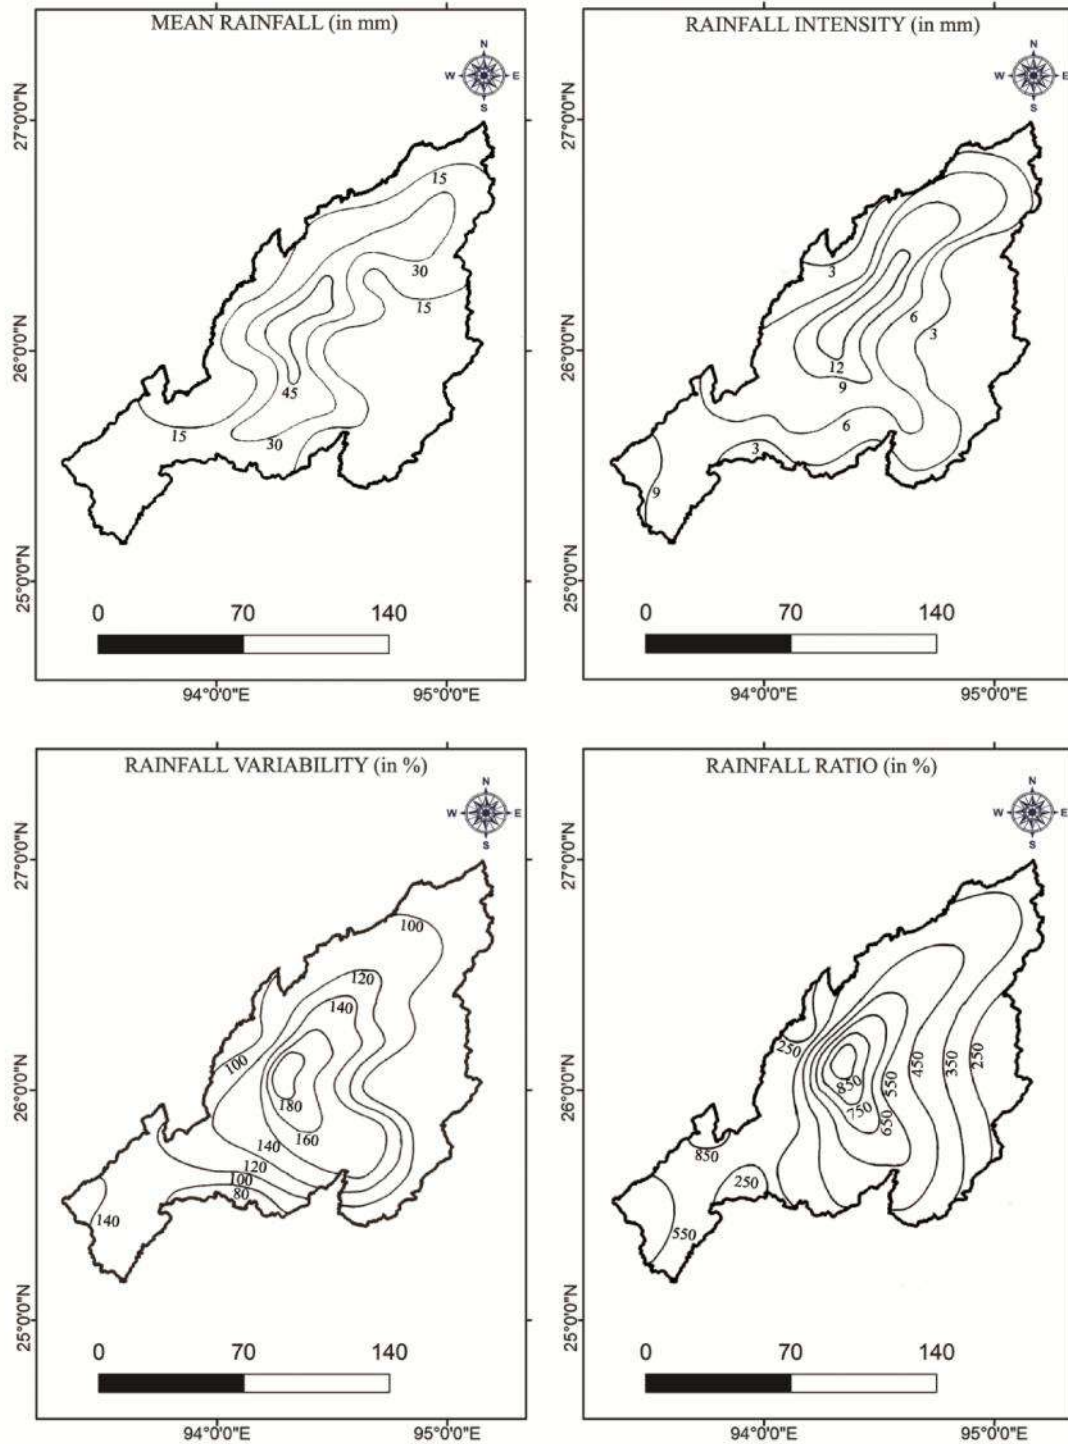 MEAN RAINFALL (in mm)
N
W E
S
27°0'0"N
26°0'0"N
25°0'0"N
15
30
15
45
15
30
0 70 140
94°0'0"E 95°0'0"E
RAINFALL INTENSITY (in mm)
N
W E
S
27°0'0"N
26°0'0"N
25°0'0"N
3
6
3
12
9
6
3
9
0 70 140
94°0'0"E 95°0'0"E
RAINFALL VARIABILITY (in %)
N
W E
S
27°0'0"N
26°0'0"N
25°0'0"N
100
120
140
100
180
160
140
120
100
80
140
0 70 140
94°0'0"E 95°0'0"E
RAINFALL RATIO (in %)
N
W E
S
27°0'0"N
26°0'0"N
25°0'0"N
250
450
350
250
850
550
750
650
850
250
550
0 70 140
94°0'0"E 95°0'0"E